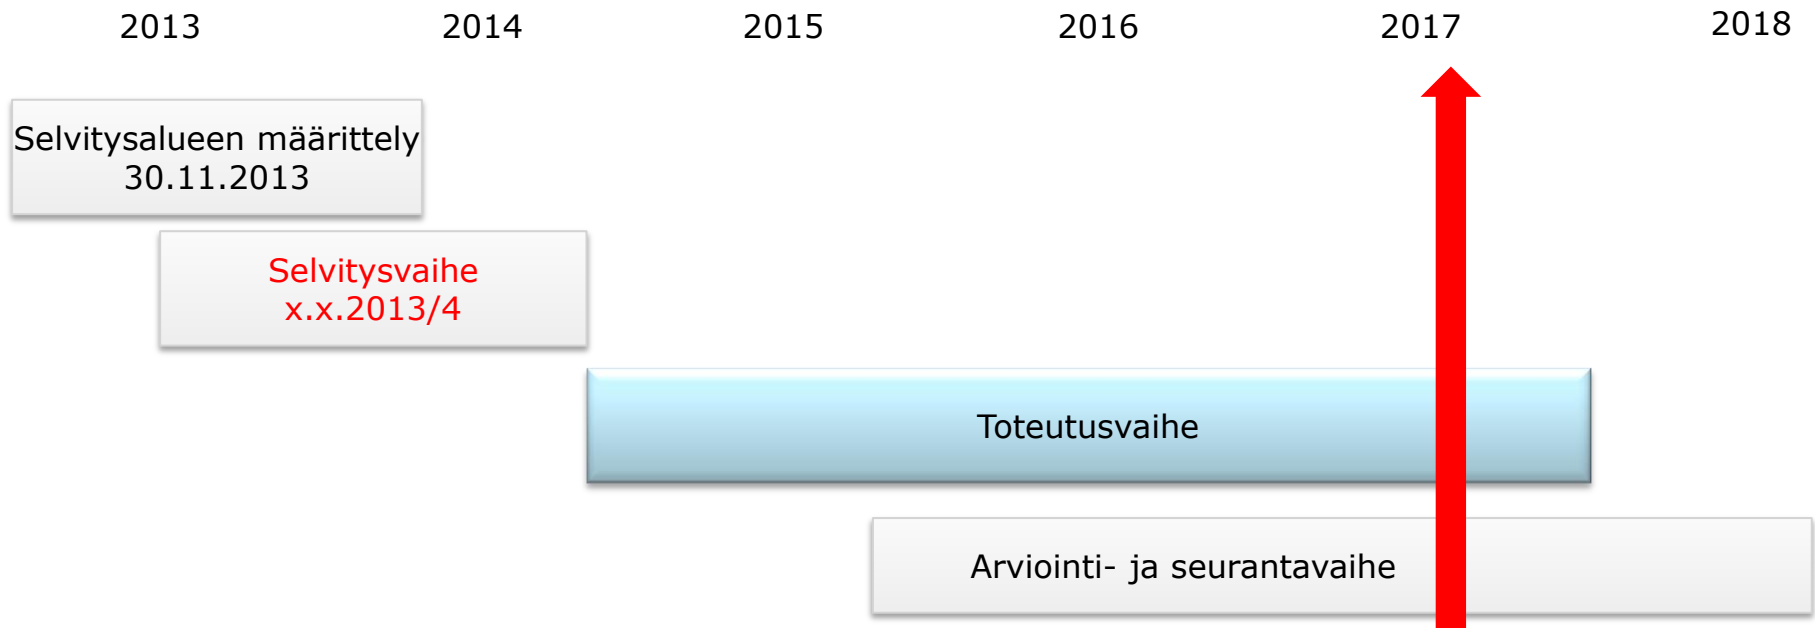 2013 2014 2015 2016 2017 2018
Selvitysalueen määrittely
30.11.2013
Selvitysvaihe
x.x.2013/4
Toteutusvaihe
Arviointi- ja seurantavaihe